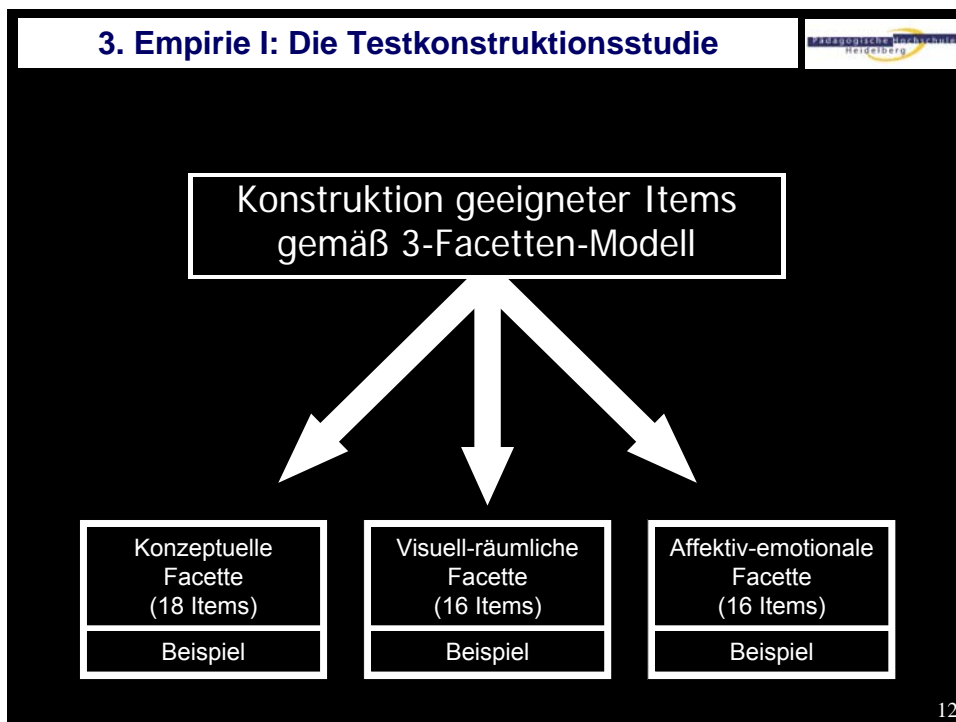 3. Empirie I: Die Testkonstruktionsstudie
Pädagogische Hochschule
Heidelberg
Konstruktion geeigneter Items
gemäß 3-Facetten-Modell
Konzeptuelle
Facette
(18 Items)
Beispiel
Visuell-räumliche
Facette
(16 Items)
Beispiel
Affektiv-emotionale
Facette
(16 Items)
Beispiel
12